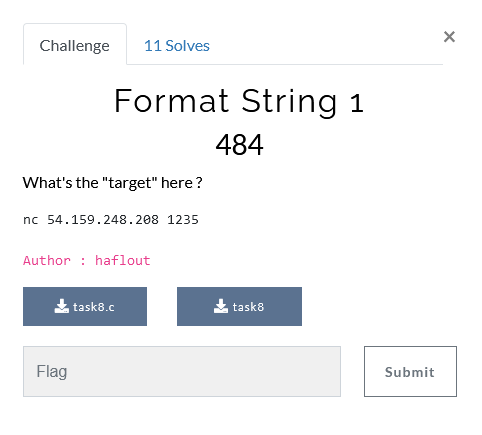 Challenge
11 Solves
×
Format String 1
484
What's the "target" here ?
nc 54.159.248.208 1235
Author : haflout
task8.c
task8
Flag
Submit